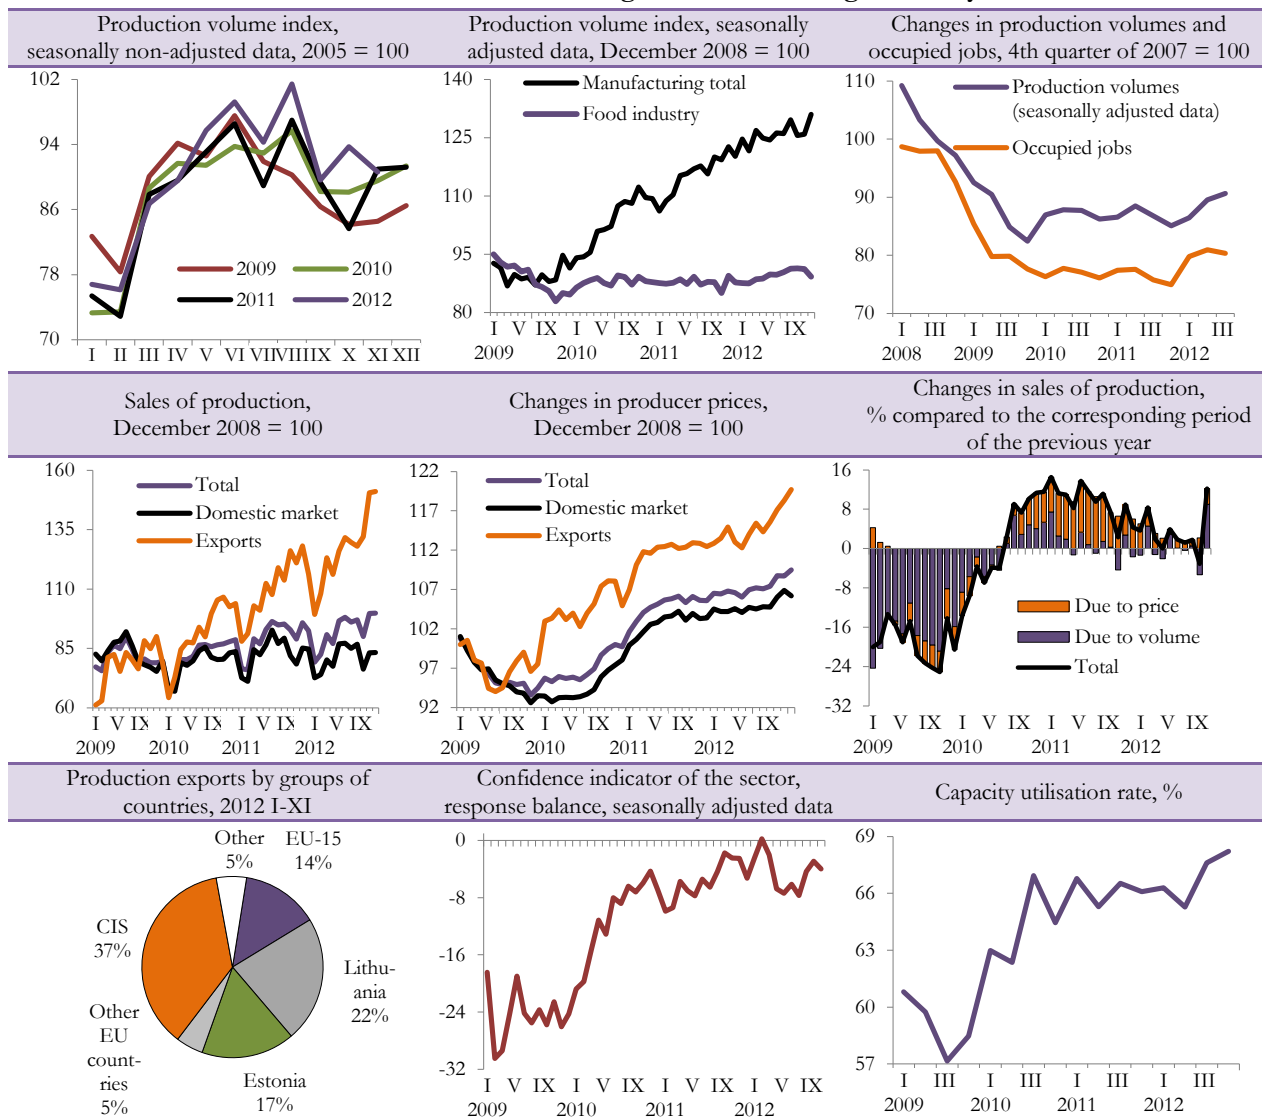 Production volume index,
seasonally non-adjusted data, 2005 = 100
102
94
86
78
70
2009
2010
2011
2012
I II III IV V VI VII VIII IX X XI XII
Production volume index, seasonally
adjusted data, December 2008 = 100
140
125
110
95
80
Manufacturing total
Food industry
I V IX I V IX I V IX I V IX
2009 2010 2011 2012
Changes in production volumes and
occupied jobs, 4th quarter of 2007 = 100
110
100
90
80
70
Production volumes
(seasonally adjusted data)
Occupied jobs
I III I III I III I III I III
2008 2009 2010 2011 2012
Sales of production,
December 2008 = 100
160
135
110
85
60
Total
Domestic market
Exports
I V IX I V IX I V IX I V IX
2009 2010 2011 2012
Changes in producer prices,
December 2008 = 100
122
117
112
107
102
97
92
Total
Domestic market
Exports
I V IX I V IX I V IX I V IX
2009 2010 2011 2012
Changes in sales of production,
% compared to the corresponding period
of the previous year
16
8
0
-8
-16
-24
-32
Due to price
Due to volume
Total
I V IX I V IX I V IX I V IX
2009 2010 2011 2012
Production exports by groups of
countries, 2012 I-XI
Other
5%
EU-15
14%
CIS
37%
Lithu-
ania
22%
Other
EU
count-
ries
5%
Estonia
17%
Confidence indicator of the sector,
response balance, seasonally adjusted data
0
-8
-16
-24
-32
I V IX I V IX I V IX I V IX
2009 2010 2011 2012
Capacity utilisation rate, %
69
66
63
60
57
I III I III I III I III
2009 2010 2011 2012